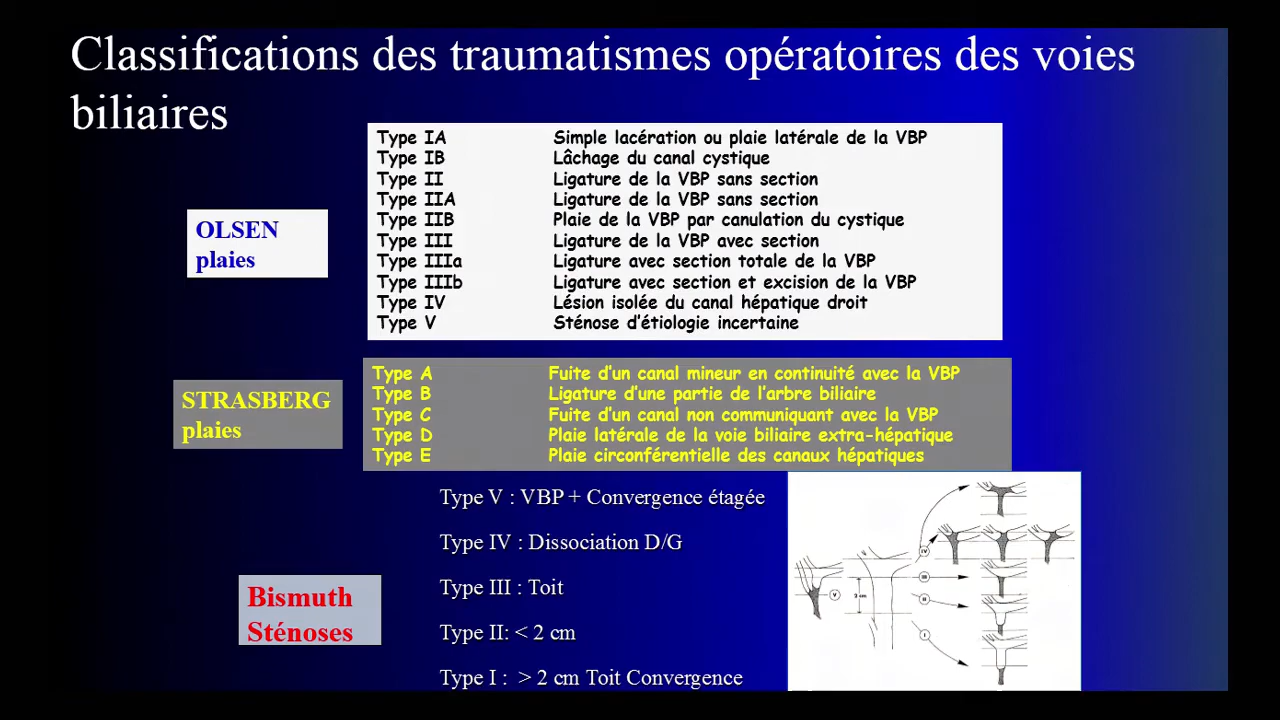 Classifications des traumatismes opératoires des voies
biliaires
OLSEN
plaies
Type IA Simple lacération ou plaie latérale de la VBP
Type IB Lâchage du canal cystique
Type II Ligature de la VBP sans section
Type IIA Ligature de la VBP sans section
Type IIB Plaie de la VBP par canulation du cystique
Type III Ligature de la VBP avec section
Type IIIa Ligature avec section totale de la VBP
Type IIIb Ligature avec section et excision de la VBP
Type IV Lésion isolée du canal hépatique droit
Type V Sténose d'étiologie incertaine
STRASBERG
plaies
Type A Fuite d'un canal mineur en continuité avec la VBP
Type B Ligature d'une partie de l'arbre biliaire
Type C Fuite d'un canal non communiquant avec la VBP
Type D Plaie latérale de la voie biliaire extra-hépatique
Type E Plaie circonférentielle des canaux hépatiques
Bismuth
Sténoses
Type V : VBP + Convergence étagée
Type IV : Dissociation D/G
Type III : Toit
Type II: < 2 cm
Type I : > 2 cm Toit Convergence
IV
III
V
2 cm
II
I